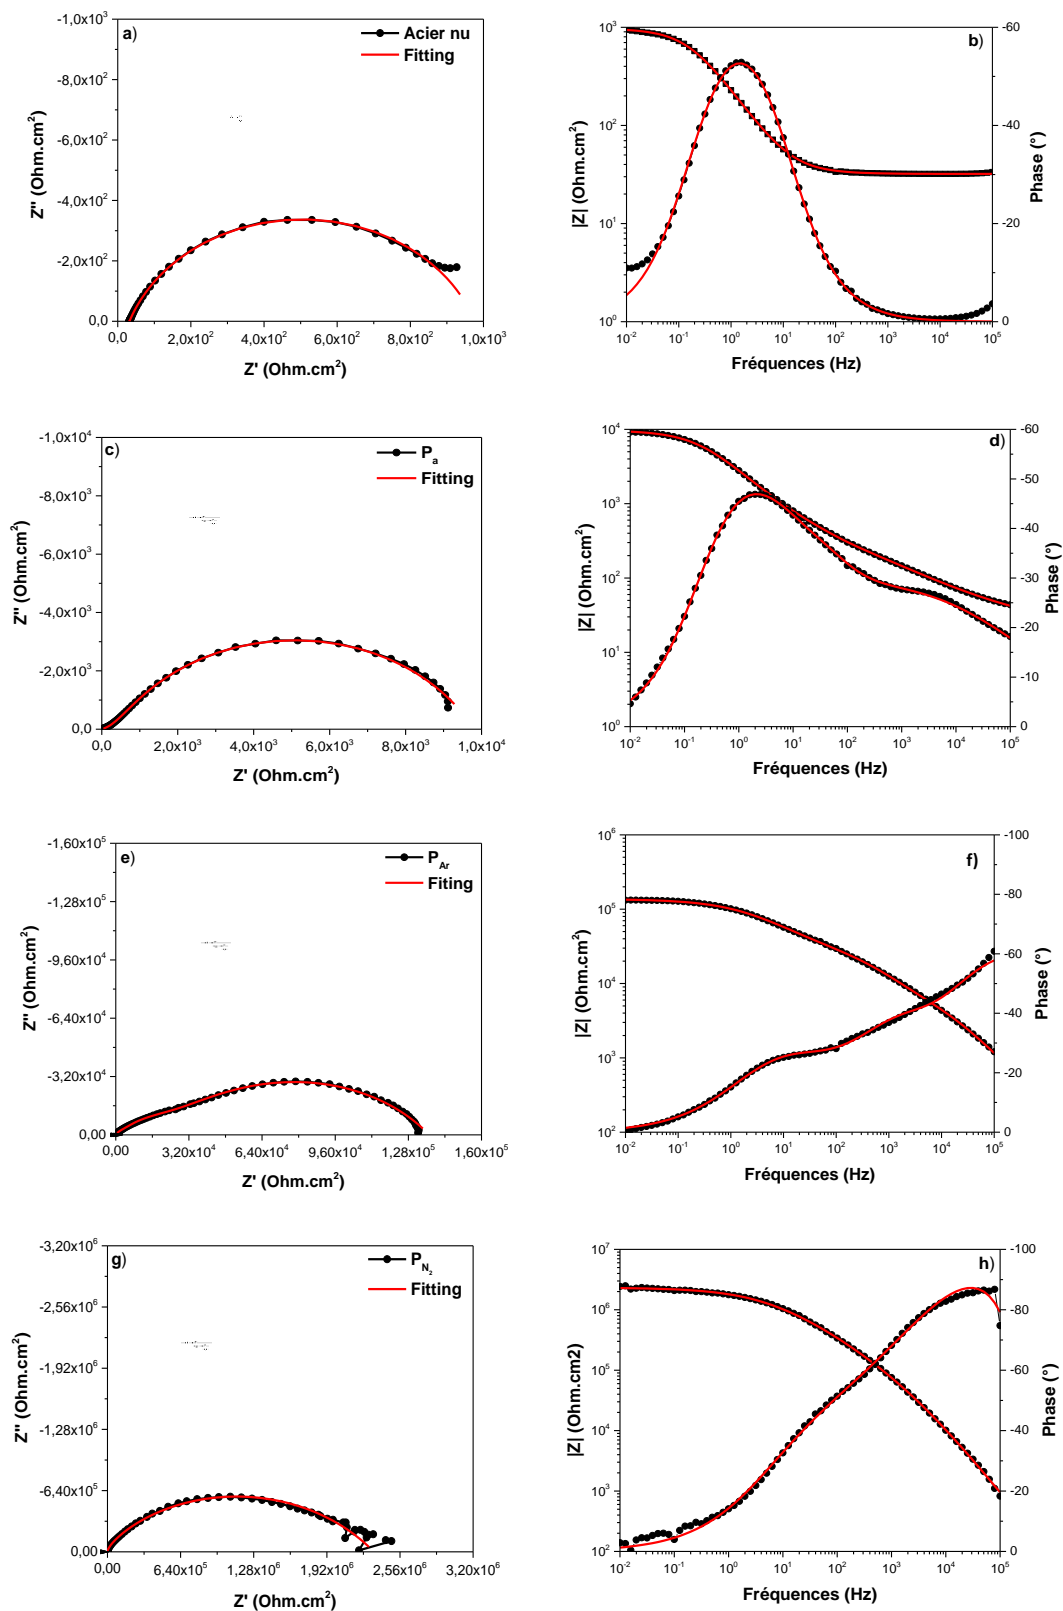 a)
Acier nu
Fitting
-1,0x10³
-8,0x10²
-6,0x10²
-4,0x10²
-2,0x10²
0,0
Z'' (Ohm.cm²)
0,0 2,0x10² 4,0x10² 6,0x10² 8,0x10² 1,0x10³
Z' (Ohm.cm²)
b)
10³
10²
10¹
10⁰
|Z| (Ohm.cm²)
-60
-40
-20
0
Phase (°)
10⁻² 10⁻¹ 10⁰ 10¹ 10² 10³ 10⁴ 10⁵
Fréquences (Hz)
c)
Pₐ
Fitting
-1,0x10⁴
-8,0x10³
-6,0x10³
-4,0x10³
-2,0x10³
0,0
Z'' (Ohm.cm²)
0,0 2,0x10³ 4,0x10³ 6,0x10³ 8,0x10³ 1,0x10⁴
Z' (Ohm.cm²)
d)
10⁴
10³
10²
10¹
10⁰
|Z| (Ohm.cm²)
-60
-50
-40
-30
-20
-10
0
Phase (°)
10⁻² 10⁻¹ 10⁰ 10¹ 10² 10³ 10⁴ 10⁵
Fréquences (Hz)
e)
P_Ar
Fiting
-1,60x10⁵
-1,28x10⁵
-9,60x10⁴
-6,40x10⁴
-3,20x10⁴
0,00
Z'' (Ohm.cm²)
0,00 3,20x10⁴ 6,40x10⁴ 9,60x10⁴ 1,28x10⁵ 1,60x10⁵
Z' (Ohm.cm²)
f)
10⁶
10⁵
10⁴
10³
10²
|Z| (Ohm.cm²)
-100
-80
-60
-40
-20
0
Phase (°)
10⁻² 10⁻¹ 10⁰ 10¹ 10² 10³ 10⁴ 10⁵
Fréquences (Hz)
g)
P_N₂
Fitting
-3,20x10⁶
-2,56x10⁶
-1,92x10⁶
-1,28x10⁶
-6,40x10⁵
0,00
Z'' (Ohm.cm²)
0,00 6,40x10⁵ 1,28x10⁶ 1,92x10⁶ 2,56x10⁶ 3,20x10⁶
Z' (Ohm.cm²)
h)
10⁷
10⁶
10⁵
10⁴
10³
10²
|Z| (Ohm.cm2)
-100
-80
-60
-40
-20
0
Phase (°)
10⁻² 10⁻¹ 10⁰ 10¹ 10² 10³ 10⁴ 10⁵
Fréquences (Hz)